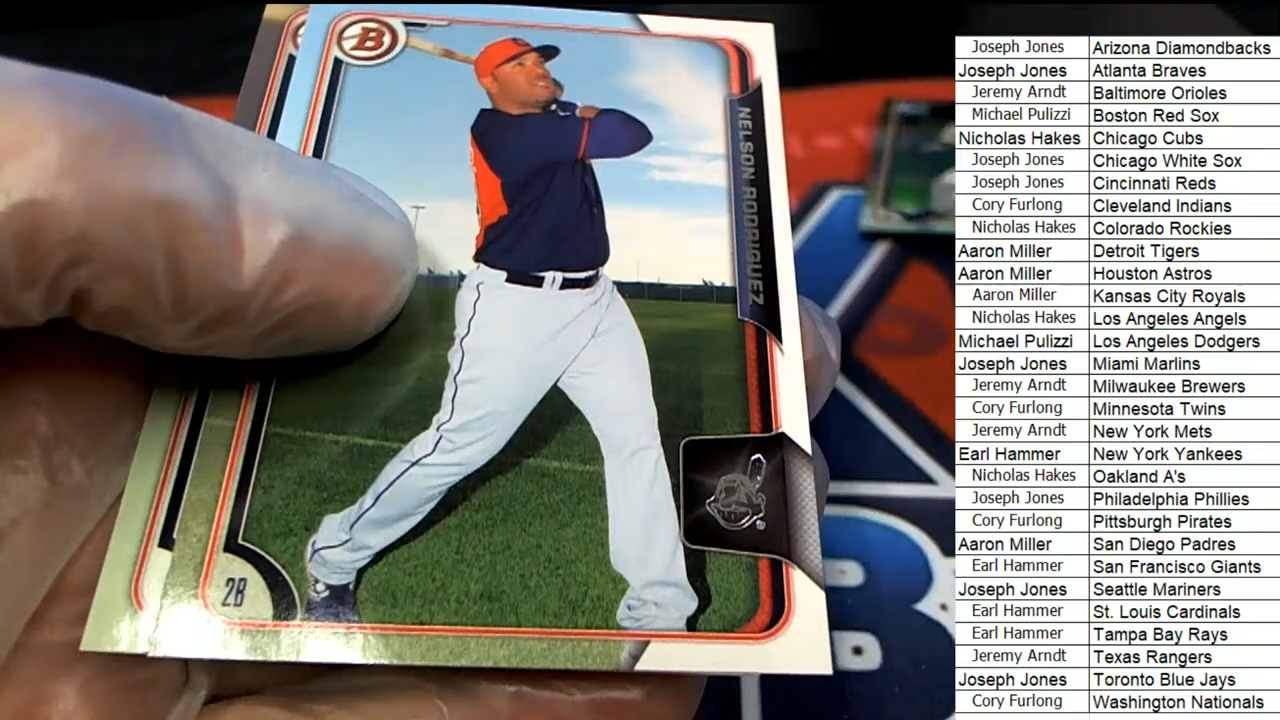 B
NELSON RODRIGUEZ
2B
Joseph Jones Arizona Diamondbacks
Joseph Jones Atlanta Braves
Jeremy Arndt Baltimore Orioles
Michael Pulizzi Boston Red Sox
Nicholas Hakes Chicago Cubs
Joseph Jones Chicago White Sox
Joseph Jones Cincinnati Reds
Cory Furlong Cleveland Indians
Nicholas Hakes Colorado Rockies
Aaron Miller Detroit Tigers
Aaron Miller Houston Astros
Aaron Miller Kansas City Royals
Nicholas Hakes Los Angeles Angels
Michael Pulizzi Los Angeles Dodgers
Joseph Jones Miami Marlins
Jeremy Arndt Milwaukee Brewers
Cory Furlong Minnesota Twins
Jeremy Arndt New York Mets
Earl Hammer New York Yankees
Nicholas Hakes Oakland A's
Joseph Jones Philadelphia Phillies
Cory Furlong Pittsburgh Pirates
Aaron Miller San Diego Padres
Earl Hammer San Francisco Giants
Joseph Jones Seattle Mariners
Earl Hammer St. Louis Cardinals
Earl Hammer Tampa Bay Rays
Jeremy Arndt Texas Rangers
Joseph Jones Toronto Blue Jays
Cory Furlong Washington Nationals